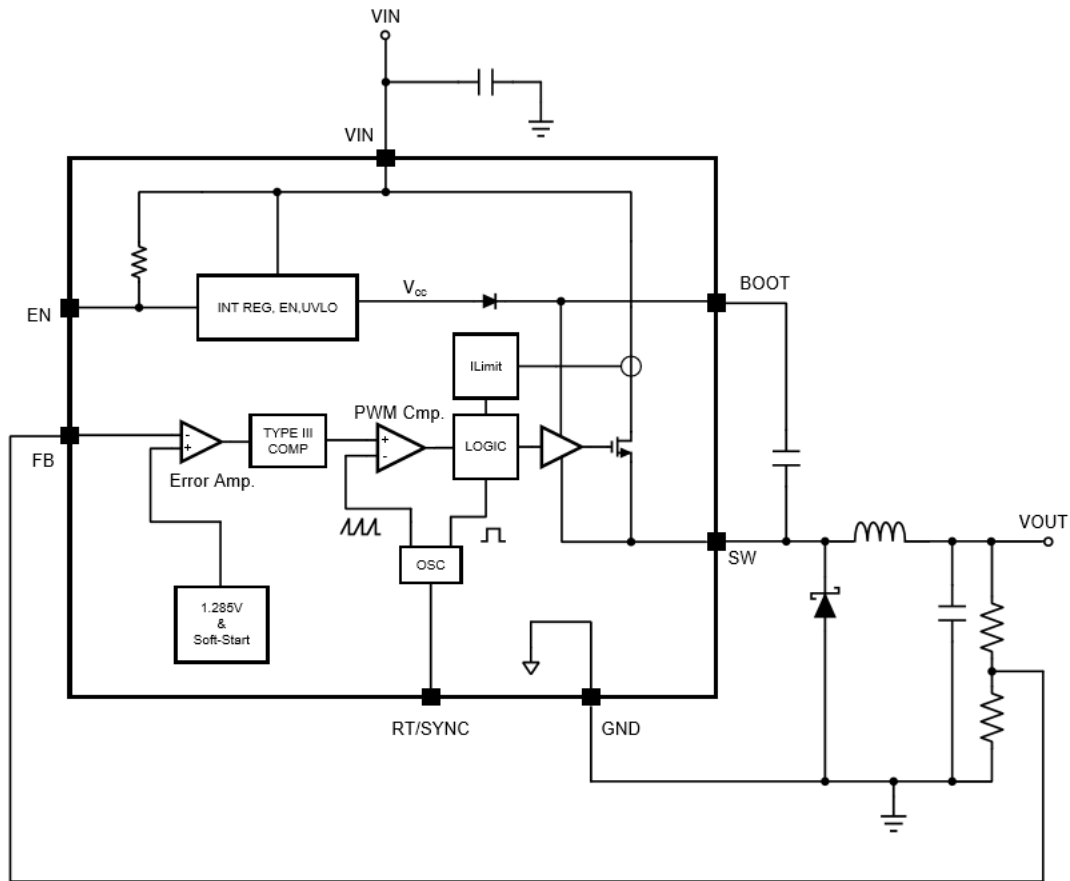 VIN
VIN
BOOT
V_cc
INT REG, EN,UVLO
EN
ILimit
PWM Cmp.
TYPE III
COMP
LOGIC
-
+
+
-
FB
Error Amp.
VOUT
SW
OSC
1.285V
&
Soft-Start
RT/SYNC
GND